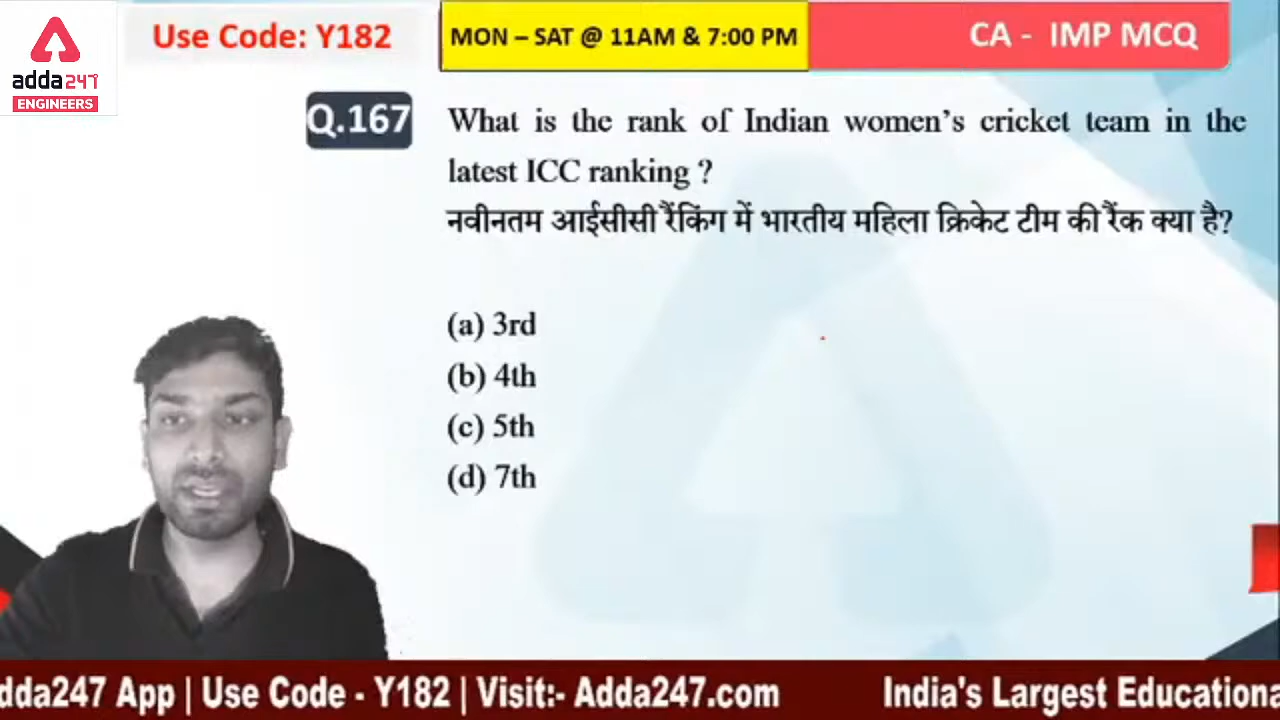 adda247
ENGINEERS
Use Code: Y182
MON – SAT @ 11AM & 7:00 PM
CA - IMP MCQ
Q.167
What is the rank of Indian women's cricket team in the
latest ICC ranking ?
नवीनतम आईसीसी रैंकिंग में भारतीय महिला क्रिकेट टीम की रैंक क्या है?
(a) 3rd
(b) 4th
(c) 5th
(d) 7th
dda247 App | Use Code - Y182 | Visit:- Adda247.com India's Largest Educationa